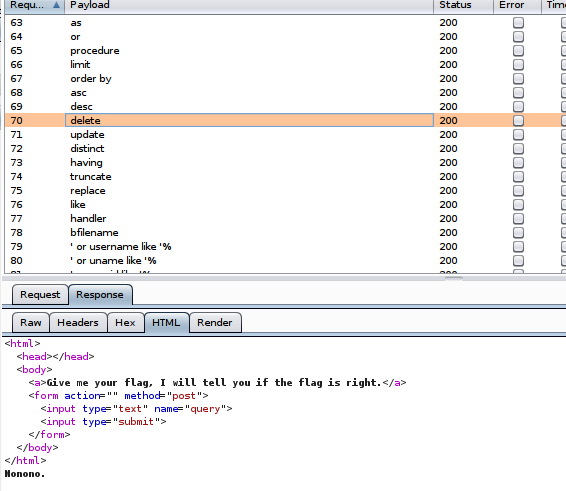 Requ... Payload Status Error Time
63 as 200
64 or 200
65 procedure 200
66 limit 200
67 order by 200
68 asc 200
69 desc 200
70 delete 200
71 update 200
72 distinct 200
73 having 200
74 truncate 200
75 replace 200
76 like 200
77 handler 200
78 bfilename 200
79 ' or username like '% 200
80 ' or uname like '% 200
Request Response
Raw Headers Hex HTML Render
<html>
<head></head>
<body>
<a>Give me your flag, I will tell you if the flag is right.</a>
<form action="" method="post">
<input type="text" name="query">
<input type="submit">
</form>
</body>
</html>
Nonono.